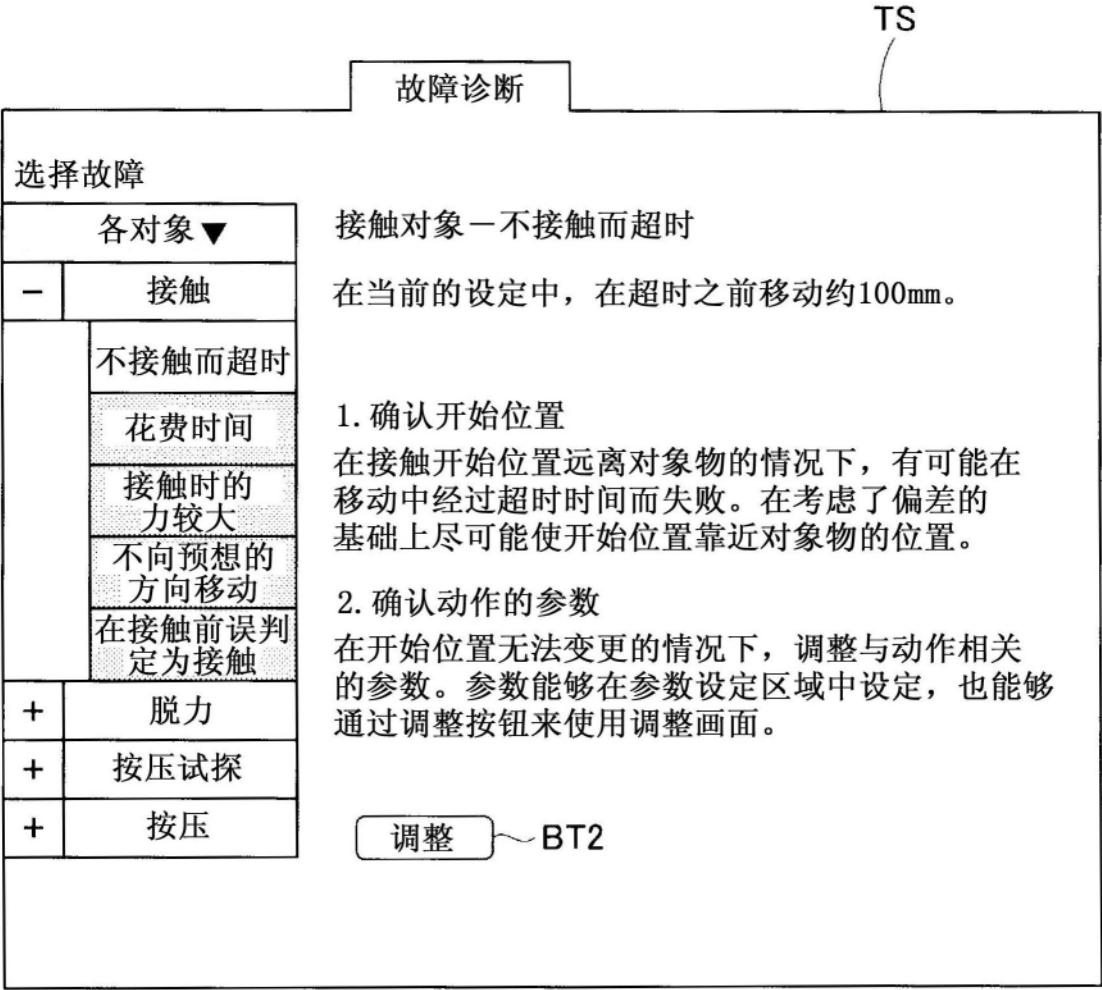 TS
故障诊断
选择故障
各对象▼
－ 接触
不接触而超时
花费时间
接触时的
力较大
不向预想的
方向移动
在接触前误判
定为接触
+ 脱力
+ 按压试探
+ 按压
接触对象－不接触而超时
在当前的设定中，在超时之前移动约100mm。
1.确认开始位置
在接触开始位置远离对象物的情况下，有可能在
移动中经过超时时间而失败。在考虑了偏差的
基础上尽可能使开始位置靠近对象物的位置。
2.确认动作的参数
在开始位置无法变更的情况下，调整与动作相关
的参数。参数能够在参数设定区域中设定，也能够
通过调整按钮来使用调整画面。
调整 BT2